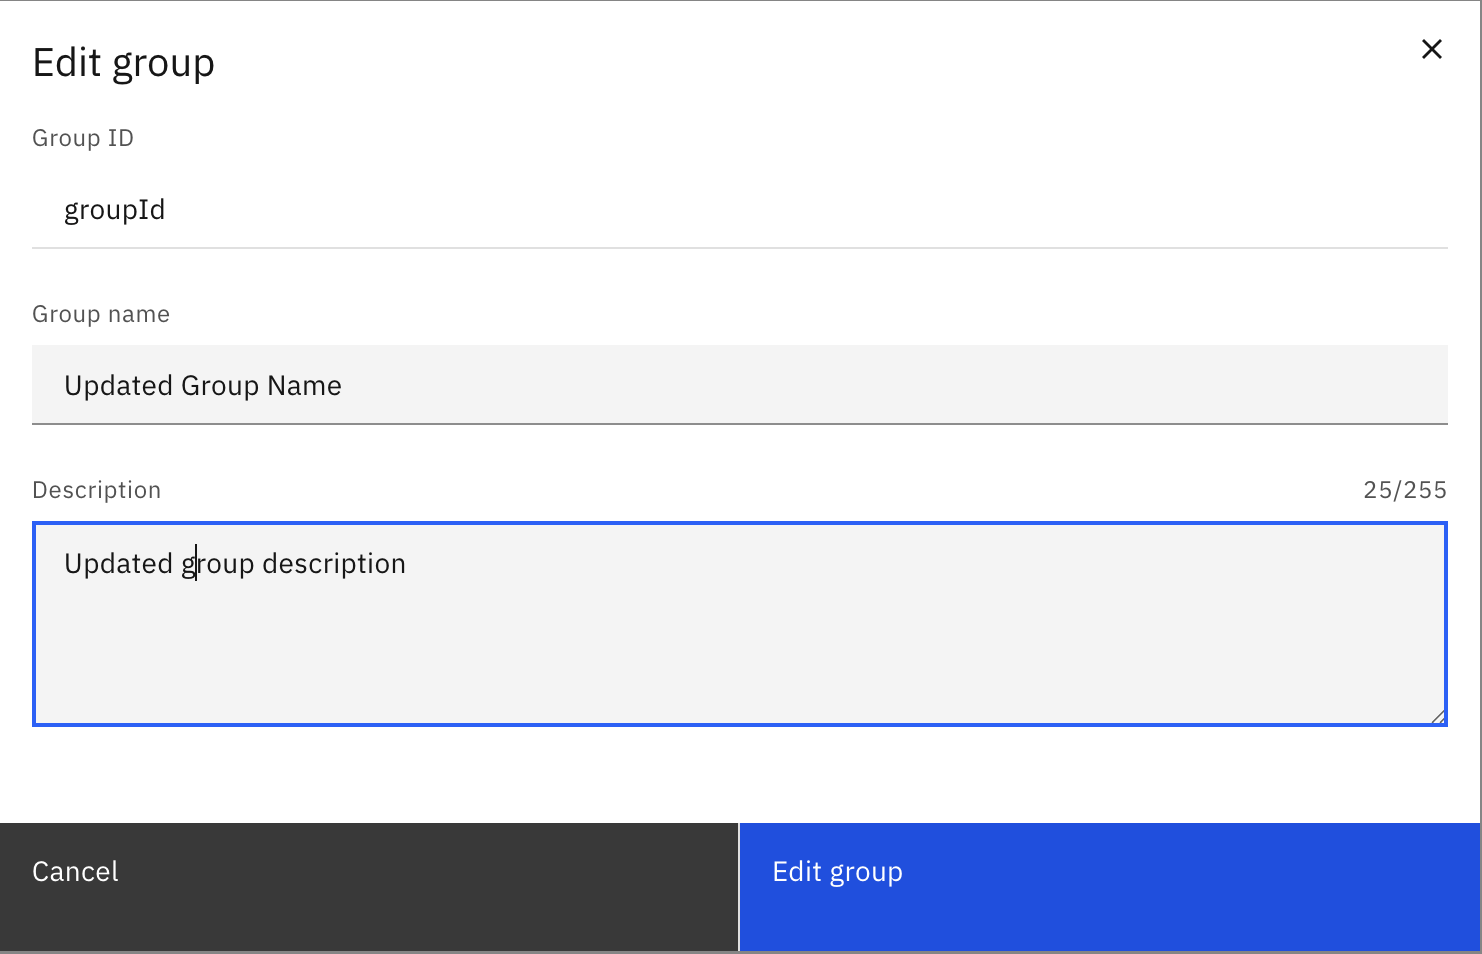 Edit group
Group ID
groupId
Group name
Updated Group Name
Description 25/255
Updated group description
Cancel Edit group